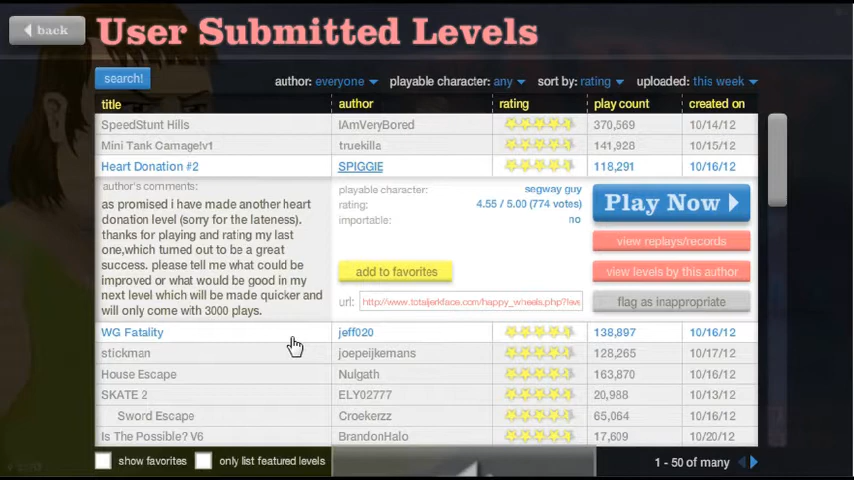 back
User Submitted Levels
search!
author: everyone playable character: any sort by: rating uploaded: this week
title author rating play count created on
SpeedStunt Hills IAmVeryBored 370,569 10/14/12
Mini Tank Carnage!v1 truekilla 141,928 10/15/12
Heart Donation #2 SPIGGIE 118,291 10/16/12
author's comments:
as promised i have made another heart
donation level (sorry for the lateness).
thanks for playing and rating my last
one,which turned out to be a great
success. please tell me what could be
improved or what would be good in my
next level which will be made quicker and
will only come with 3000 plays.
playable character: segway guy
rating: 4.55 / 5.00 (774 votes)
importable: no
add to favorites
url: http://www.totaljerkface.com/happy_wheels.php?leve
Play Now
view replays/records
view levels by this author
flag as inappropriate
WG Fatality jeff020 138,897 10/16/12
stickman joepeijkemans 128,265 10/17/12
House Escape Nulgath 163,870 10/16/12
SKATE 2 ELY02777 20,988 10/13/12
Sword Escape Croekerzz 65,064 10/16/12
Is The Possible? V6 BrandonHalo 17,609 10/20/12
show favorites only list featured levels 1 - 50 of many